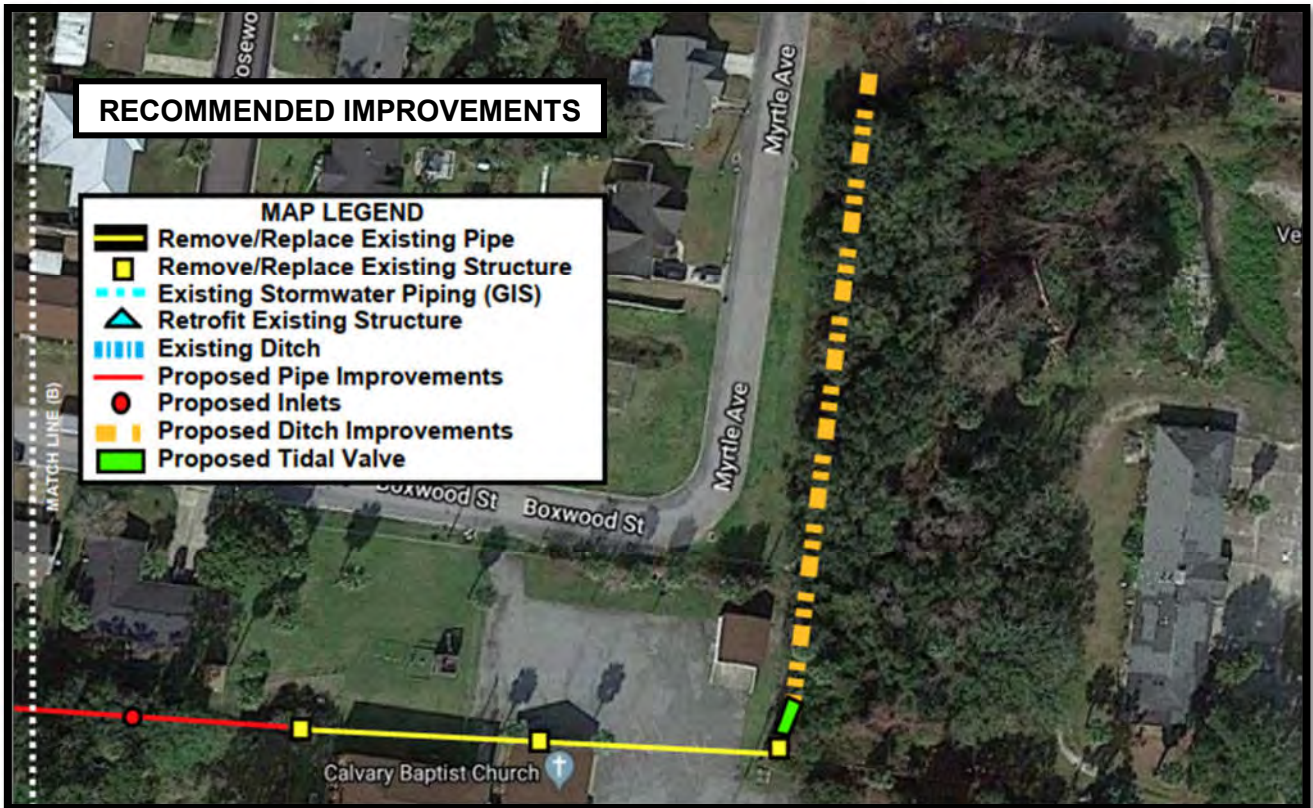 RECOMMENDED IMPROVEMENTS
MAP LEGEND
Remove/Replace Existing Pipe
Remove/Replace Existing Structure
Existing Stormwater Piping (GIS)
Retrofit Existing Structure
Existing Ditch
Proposed Pipe Improvements
Proposed Inlets
Proposed Ditch Improvements
Proposed Tidal Valve
MATCH LINE (B)
Myrtle Ave
Myrtle Ave
Boxwood St
Boxwood St
Calvary Baptist Church